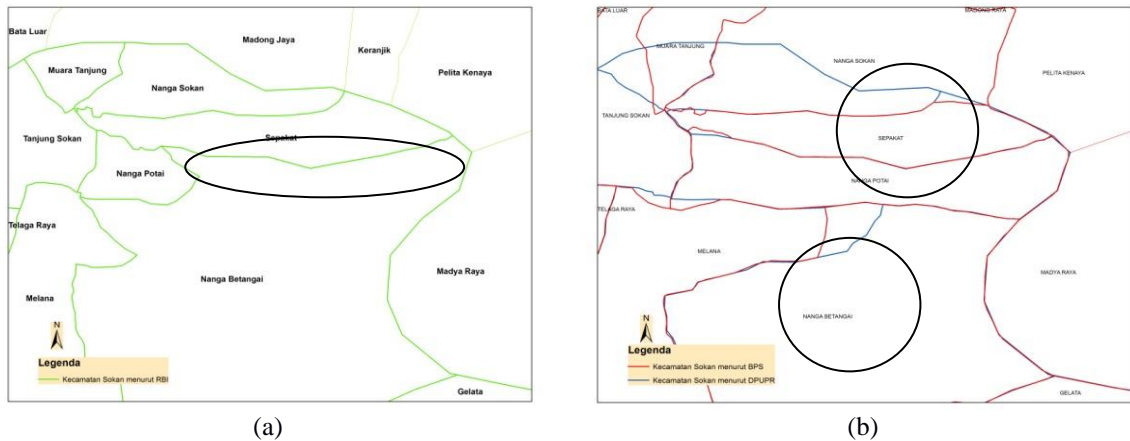 Bata Luar
Madong Jaya
Keranjik
Muara Tanjung
Pelita Kenaya
Nanga Sokan
Tanjung Sokan
Sepakat
Nanga Potai
Telaga Raya
Nanga Betangai
Madya Raya
Melana
N
Legenda
Kecamatan Sokan menurut RBI
Gelata
(a)
BATA LUAR
MADONG RAYA
MUARA TANJUNG
NANGA SOKAN
PELITA KENAYA
TANJUNG SOKAN
SEPAKAT
NANGA POTAI
TELAGA RAYA
MELANA
MADYA RAYA
NANGA BETANGAI
N
Legenda
Kecamatan Sokan menurut BPS
Kecamatan Sokan menurut DPUPR
GELATA
(b)